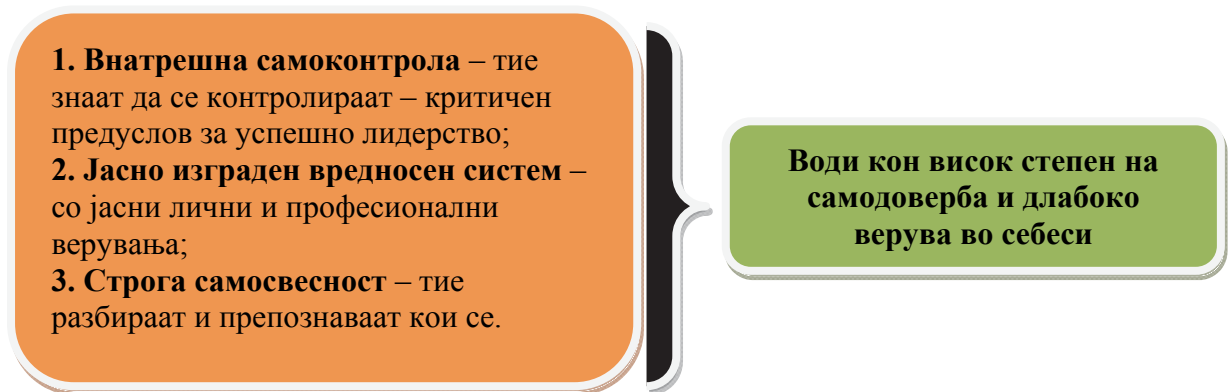 1. Внатрешна самоконтрола – тие
знаат да се контролираат – критичен
предуслов за успешно лидерство;
2. Јасно изграден вредносен систем –
со јасни лични и професионални
верувања;
3. Строга самосвесност – тие
разбираат и препознаваат кои се.
Води кон висок степен на
самодоверба и длабоко
верува во себеси